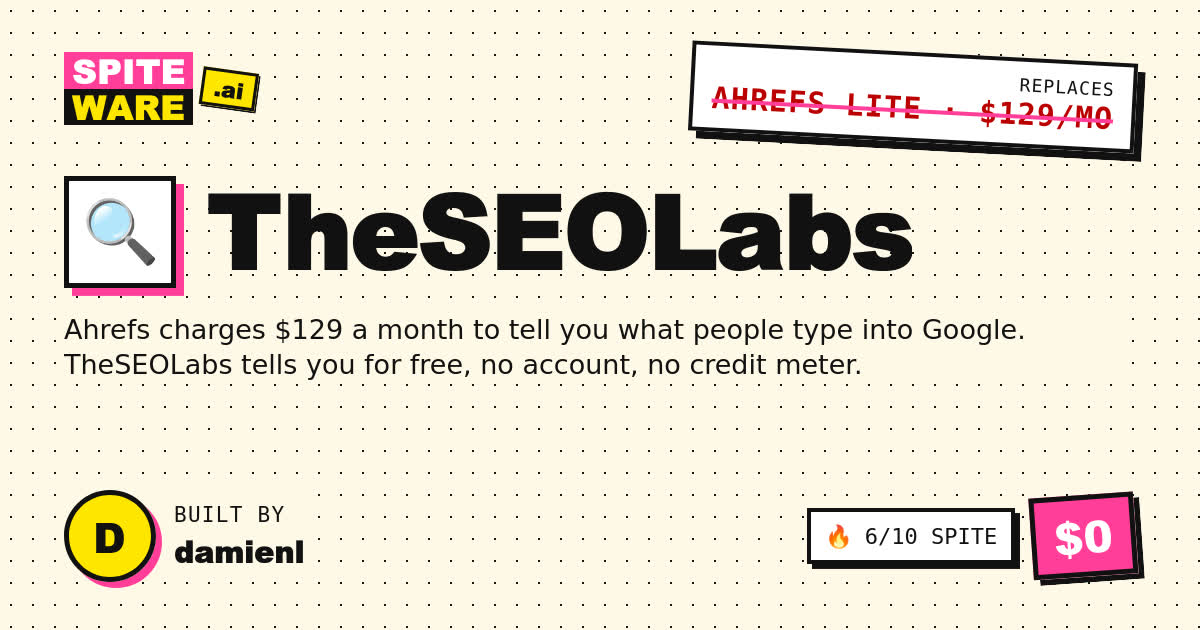 SPITE
WARE
.ai
REPLACES
AHREFS LITE · $129/MO
TheSEOLabs
Ahrefs charges $129 a month to tell you what people type into Google.
TheSEOLabs tells you for free, no account, no credit meter.
D
BUILT BY
damienl
🔥 6/10 SPITE
$0